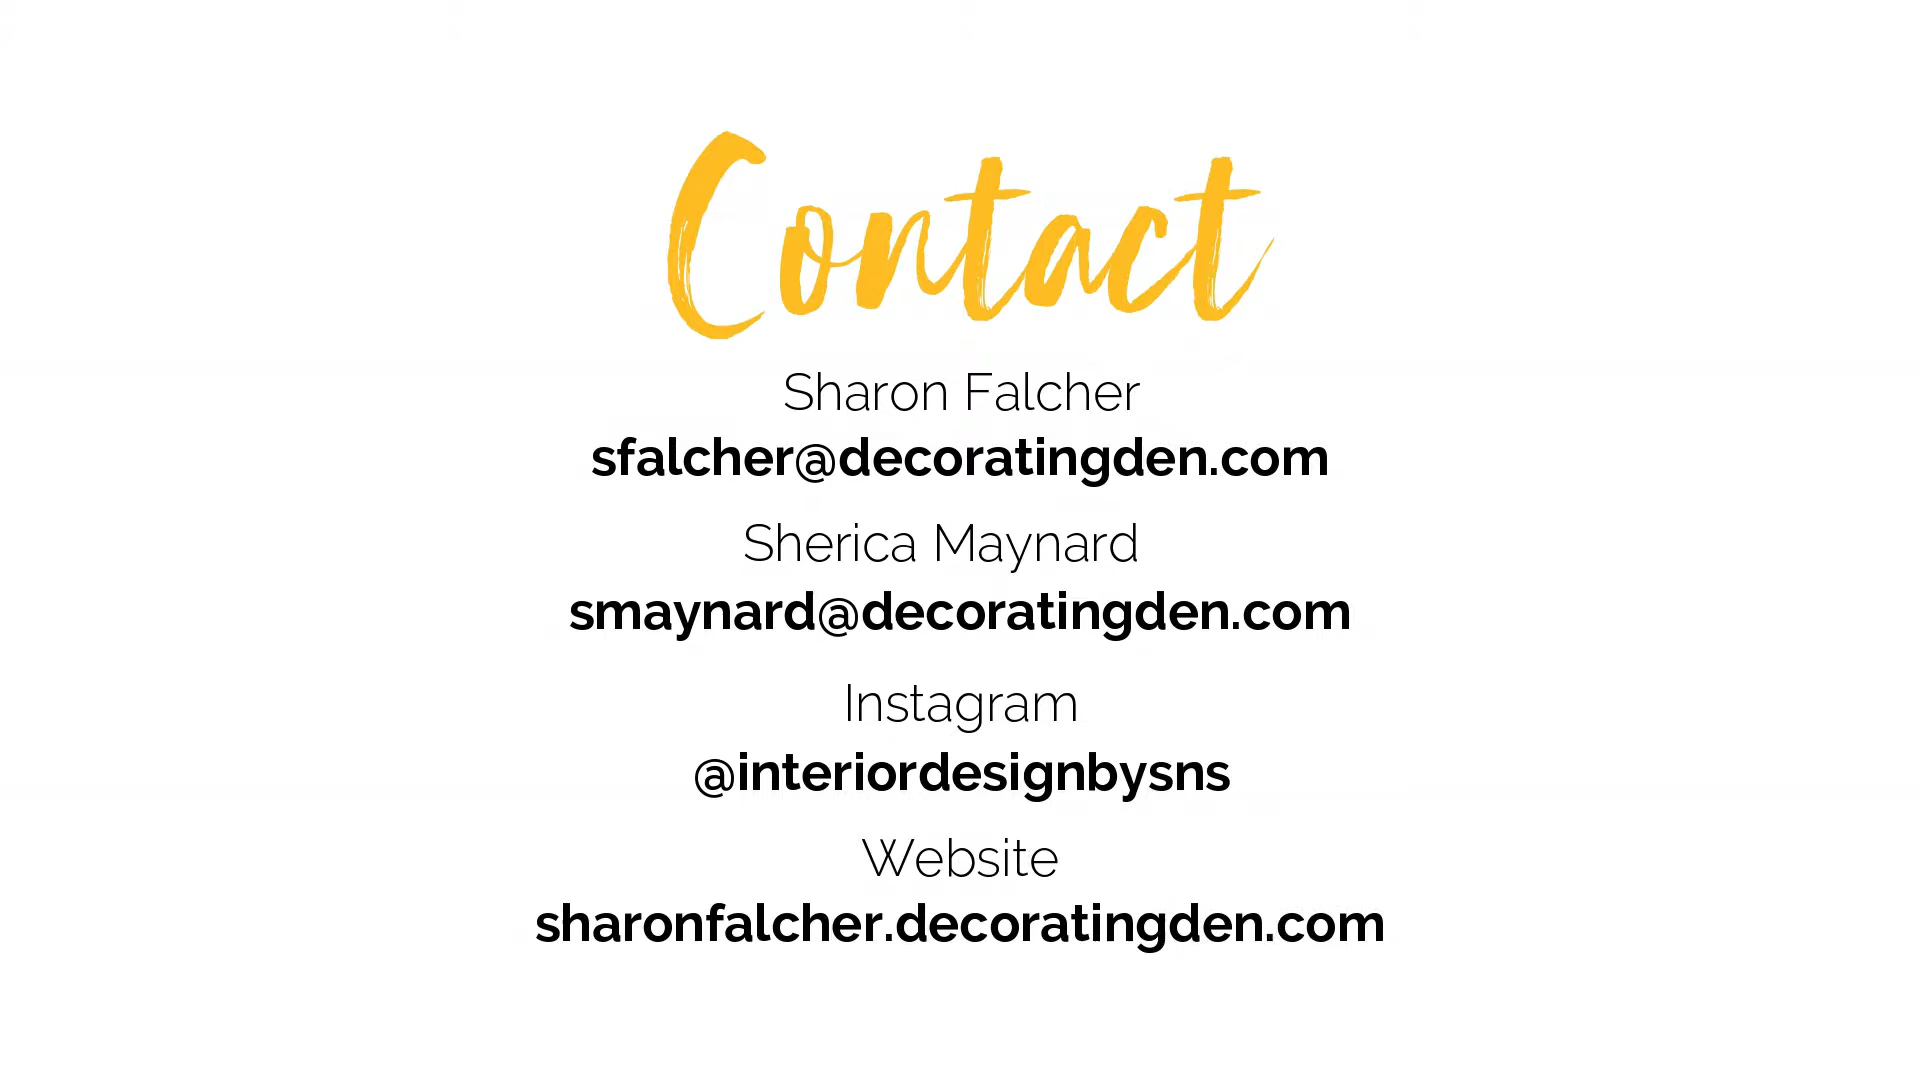 Contact
Sharon Falcher
sfalcher@decoratingden.com
Sherica Maynard
smaynard@decoratingden.com
Instagram
@interiordesignbysns
Website
sharonfalcher.decoratingden.com